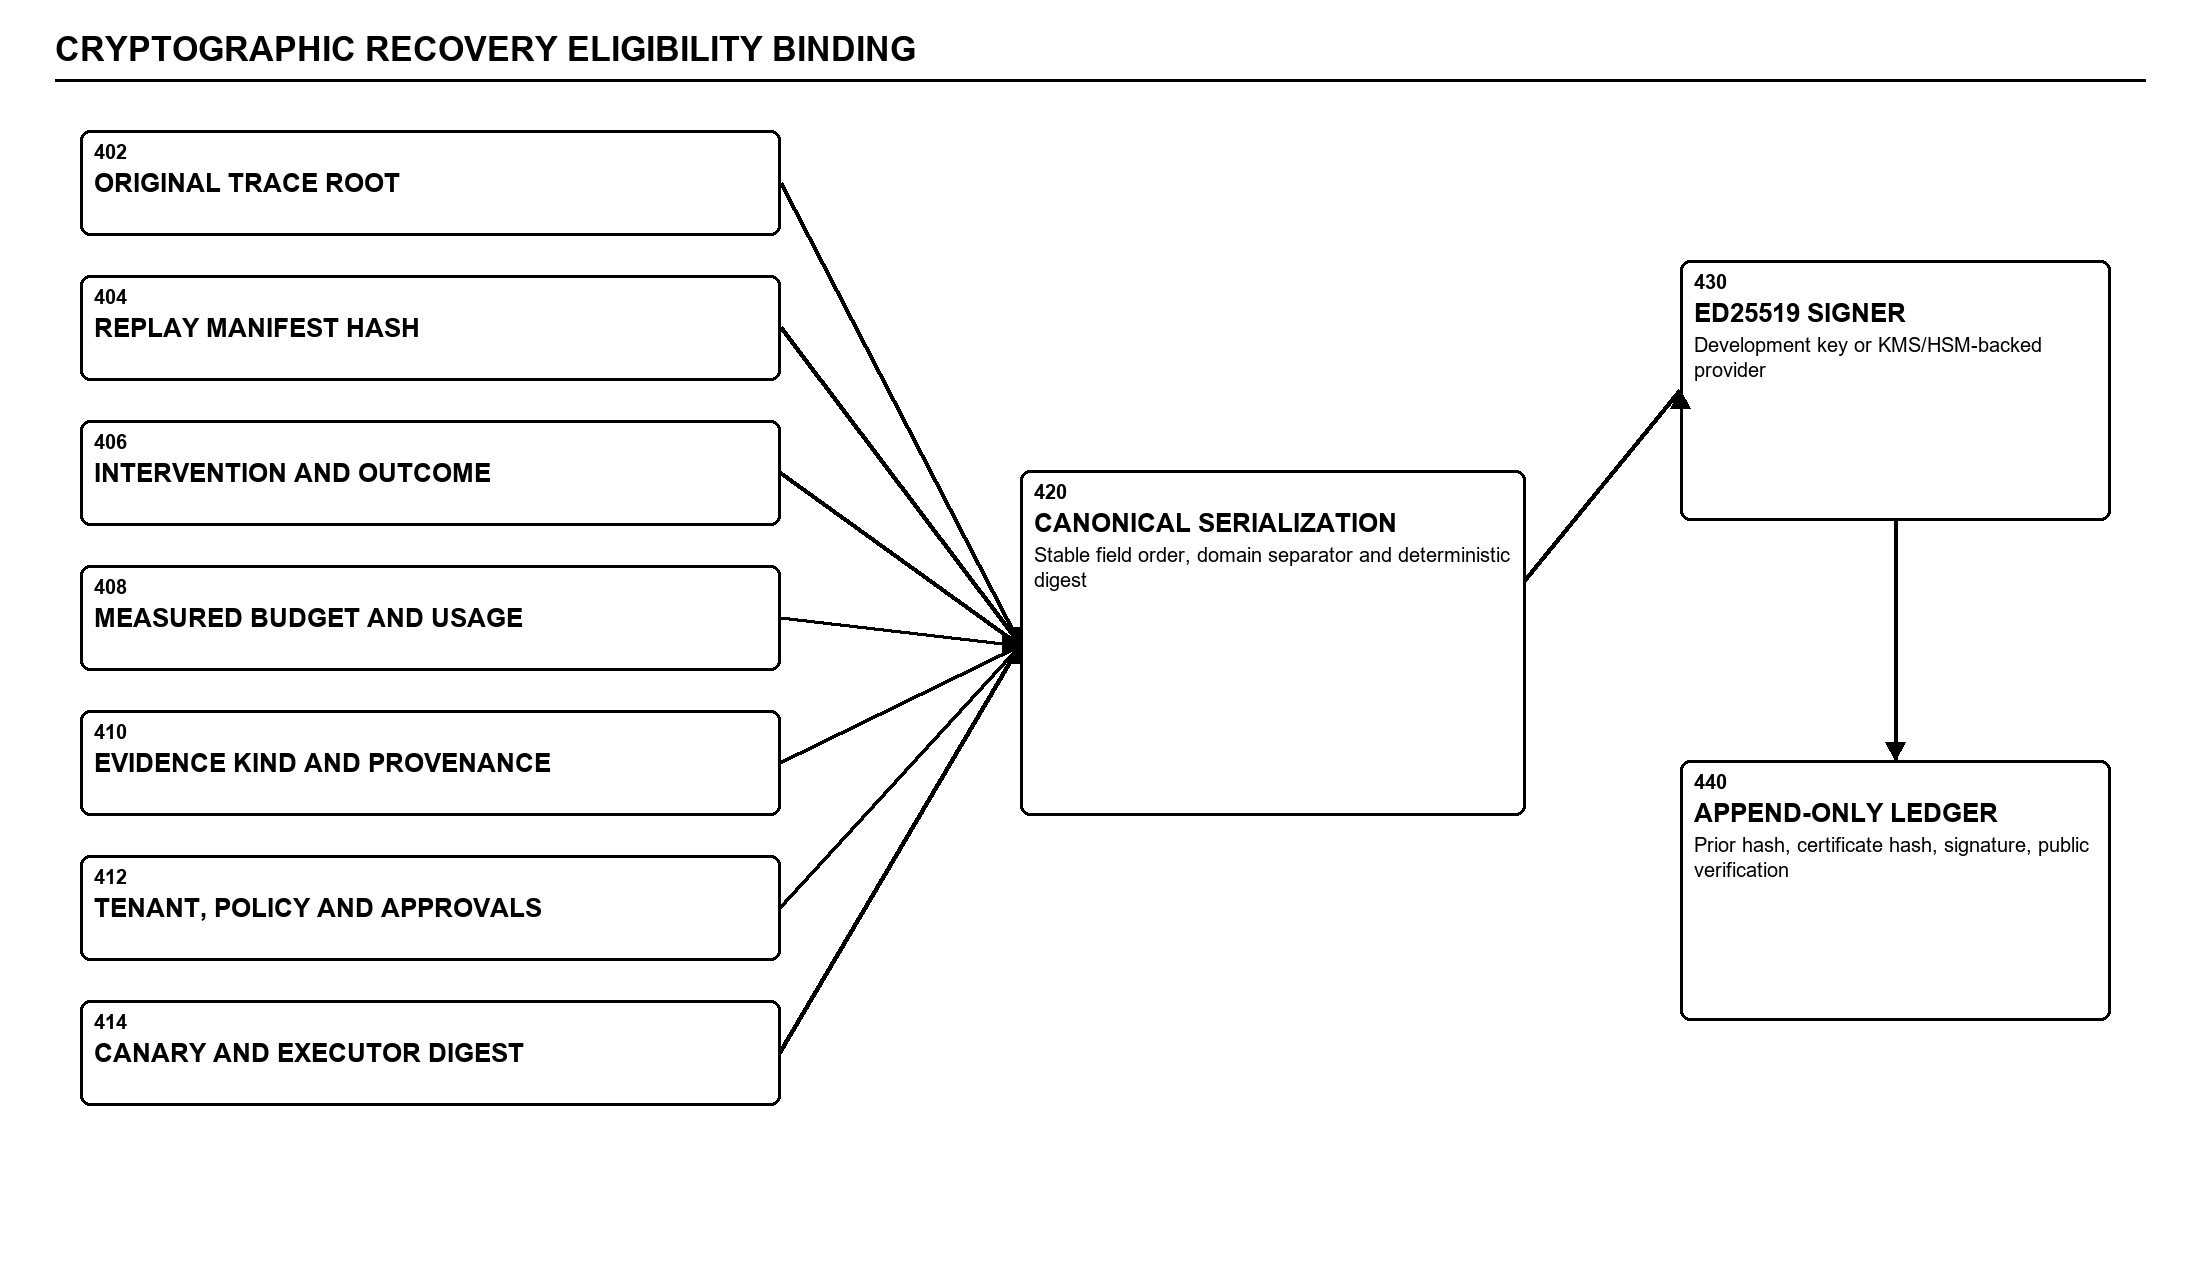 CRYPTOGRAPHIC RECOVERY ELIGIBILITY BINDING
402
ORIGINAL TRACE ROOT
404
REPLAY MANIFEST HASH
406
INTERVENTION AND OUTCOME
408
MEASURED BUDGET AND USAGE
410
EVIDENCE KIND AND PROVENANCE
412
TENANT, POLICY AND APPROVALS
414
CANARY AND EXECUTOR DIGEST
420
CANONICAL SERIALIZATION
Stable field order, domain separator and deterministic
digest
430
ED25519 SIGNER
Development key or KMS/HSM-backed
provider
440
APPEND-ONLY LEDGER
Prior hash, certificate hash, signature, public
verification